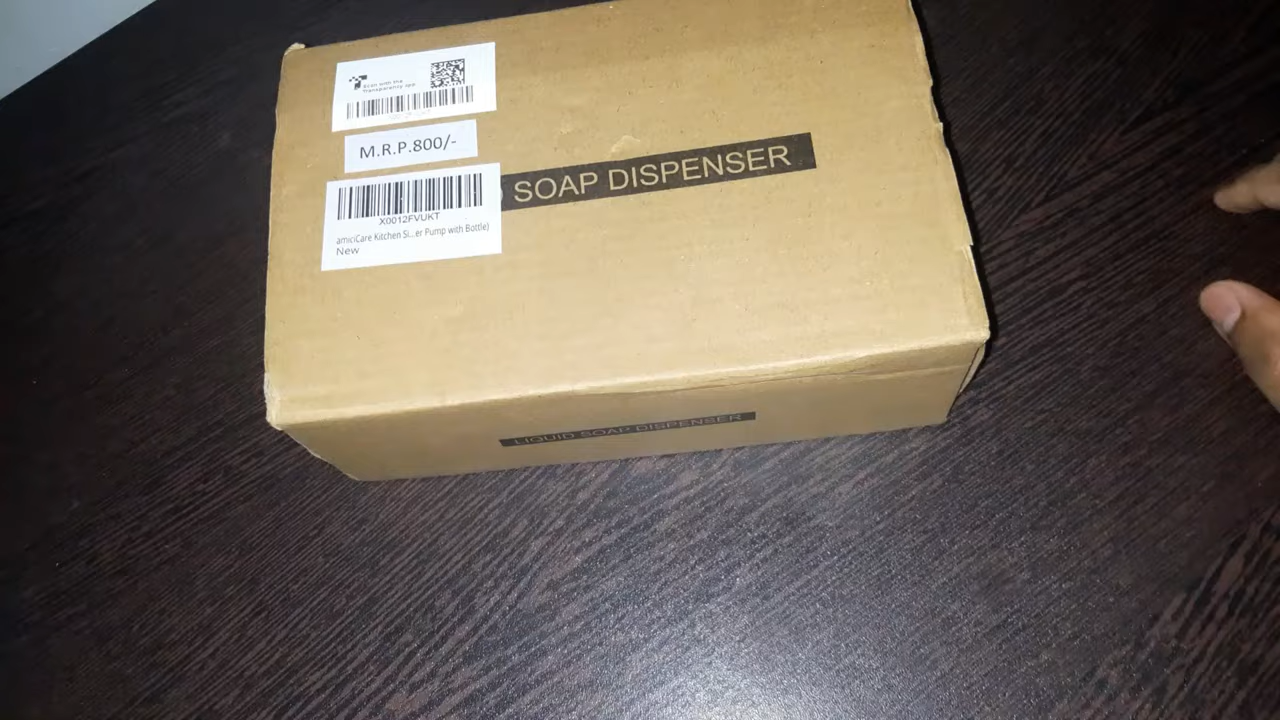 Scan with the
Transparency app
M.R.P.800/-
SOAP DISPENSER
X0012FVUKT
amiciCare Kitchen Si...er Pump with Bottle)
New
LIQUID SOAP DISPENSER